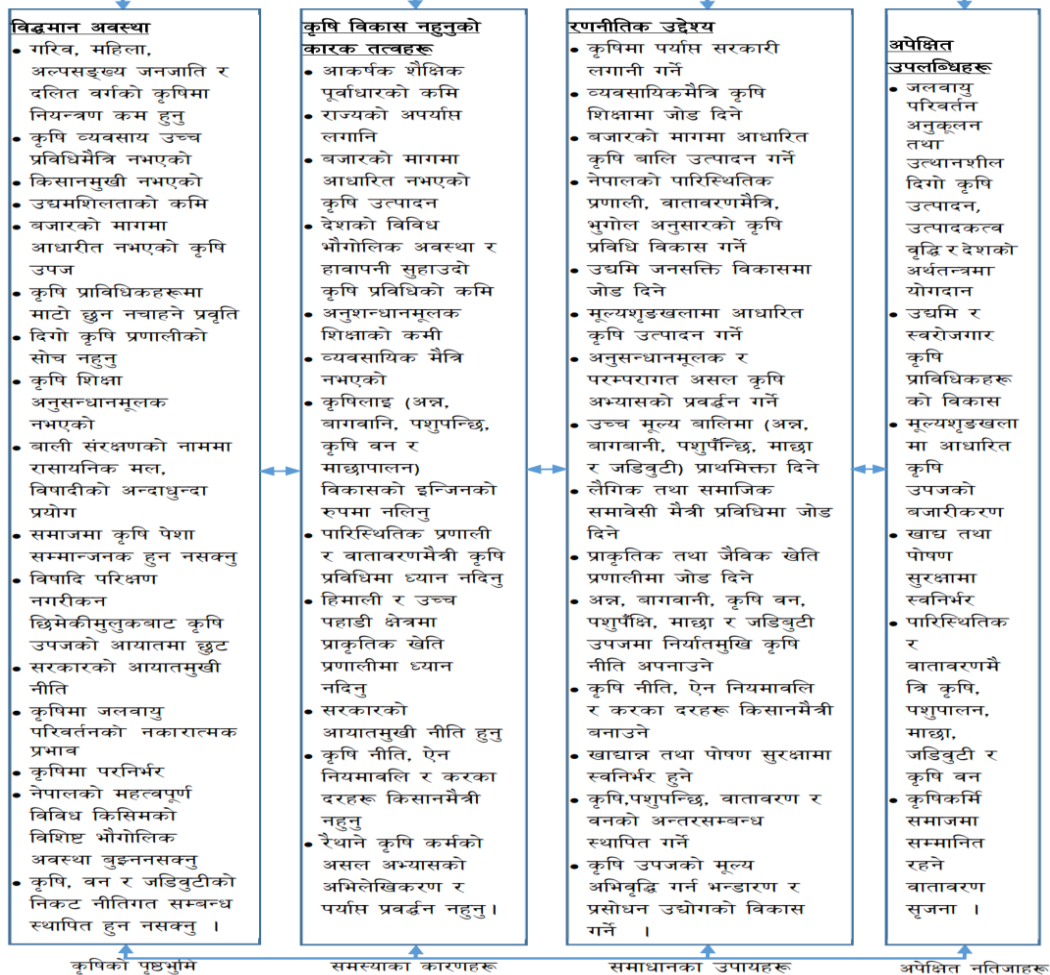 विद्धमान अवस्था
• गरिव, महिला,
अल्पसङ्ख्य जनजाति र
दलित वर्गको कृषिमा
नियन्त्रण कम हुनु
• कृषि व्यवसाय उच्च
प्रविधिमैत्रि नभएको
• किसानमुखी नभएको
• उधमशिलताको कमि
• बजारको मागमा
आधारीत नभएको कृषि
उपज
• कृषि प्राविधिकहरूमा
माटो छुन नचाहने प्रवृति
• दिगो कृषि प्रणालीको
सोच नहुनु
• कृषि शिक्षा
अनुसन्धानमूलक
नभएको
• बाली संरक्षणको नाममा
रासायनिक मल,
विषादीको अन्दाधुन्दा
प्रयोग
• समाजमा कृषि पेशा
सम्मान्जनक हुन नसक्नु
• विषादि परिक्षण
नगरीकन
छिमेकीमुलुकबाट कृषि
उपजको आयातमा छुट
• सरकारको आयातमुखी
नीति
• कृषिमा जलवायु
परिवर्तनको नकारात्मक
प्रभाव
• कृषिमा परनिर्भर
• नेपालको महत्वपूर्ण
विविध किसिमको
विशिष्ट भौगोलिक
अवस्था बुझ्ननसक्नु
• कृषि, वन र जडिवुटीको
निकट नीतिगत सम्बन्ध
स्थापित हुन नसक्नु ।
कृषिको पृष्ठभुमि
कृषि विकास नहुनुको
कारक तत्वहरू
• आकर्षक शैक्षिक
पूर्वाधारको कमि
• राज्यको अपर्याप्त
लगानि
• बजारको मागमा
आधारित नभएको
कृषि उत्पादन
• देशको विविध
भौगोलिक अवस्था र
हावापनी सुहाउदो
कृषि प्रविधिको कमि
• अनुशन्धानमूलक
शिक्षाको कमी
• व्यवसायिक मैत्रि
नभएको
• कृषिलाइ (अन्न,
बागवानि, पशुपन्छि,
कृषि वन र
माछापालन)
विकासको इन्जिनको
रुपमा नलिनु
• पारिस्थितिक प्रणाली
र वातावरणमैत्री कृषि
प्रविधिमा ध्यान नदिनु
• हिमाली र उच्च
पहाडी क्षेत्रमा
प्राकृतिक खेति
प्रणालीमा ध्यान
नदिनु
• सरकारको
आयातमुखी नीति हुनु
• कृषि नीति, ऐन
नियमावलि र करका
दरहरू किसानमैत्री
नहुनु
• रैथाने कृषि कर्मको
असल अभ्यासको
अभिलेखिकरण र
पर्याप्त प्रवर्द्धन नहुनु।
समस्याका कारणहरू
रणनीतिक उद्देश्य
• कृषिमा पर्याप्त सरकारी
लगानी गर्ने
• व्यवसायिकमैत्रि कृषि
शिक्षामा जोड दिने
• बजारको मागमा आधारित
कृषि बालि उत्पादन गर्ने
• नेपालको पारिस्थितिक
प्रणाली, वातावरणमैत्रि,
भुगोल अनुसारको कृषि
प्रविधि विकास गर्ने
• उद्यमि जनसक्ति विकासमा
जोड दिने
• मूल्यशृङखलामा आधारित
कृषि उत्पादन गर्ने
• अनुसन्धानमूलक र
परम्परागत असल कृषि
अभ्यासको प्रवर्द्धन गर्ने
• उच्च मूल्य बालिमा (अन्न,
बागबानी, पशुपँन्छि, माछा
र जडिवुटी) प्राथमिक्ता दिने
• लैगिक तथा समाजिक
समावेसी मैत्री प्रविधिमा जोड
दिने
• प्राकृतिक तथा जैविक खेति
प्रणालीमा जोड दिने
• अन्न, बागवानी, कृषि वन,
पशुपँक्षि, माछा र जडिबुटी
उपजमा निर्यातमुखि कृषि
नीति अपनाउने
• कृषि नीति, ऐन नियमावलि
र करका दरहरू किसानमैत्री
बनाउने
• खाद्यान्न तथा पोषण सुरक्षामा
स्वनिर्भर हुने
• कृषि,पशुपन्छि, वातावरण र
वनको अन्तरसम्बन्ध
स्थापित गर्ने
• कृषि उपजको मूल्य
अभिवृद्धि गर्न भन्डारण र
प्रसोधन उद्योगको विकास
गर्ने ।
समाधानका उपायहरू
अपेक्षित
उपलब्धिहरू
• जलवायु
परिवर्तन
अनुकूलन
तथा
उत्थानशील
दिगो कृषि
उत्पादन,
उत्पादकत्व
वृद्धि र देशको
अर्थतन्त्रमा
योगदान
• उद्यमि र
स्वरोजगार
कृषि
प्राविधिकहरू
को विकास
• मूल्यशृङखला
मा आधारित
कृषि
उपजको
बजारीकरण
• खाद्य तथा
पोषण
सुरक्षामा
स्वनिर्भर
• पारिस्थितिक
र
वातावरणमै
त्रि कृषि,
पशुपालन,
माछा,
जडिवुटी र
कृषि वन
• कृषिकर्मि
समाजमा
सम्मानित
रहने
वातावरण
सृजना ।
अपेक्षित नतिजाहरू